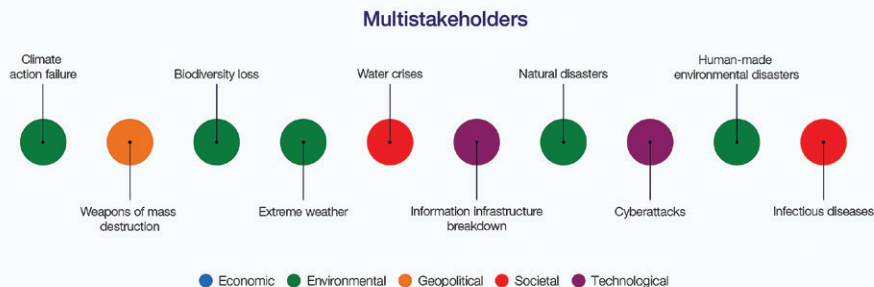 Multistakeholders
Climate
action failure
Biodiversity loss
Water crises
Natural disasters
Human-made
environmental disasters
Weapons of mass
destruction
Extreme weather
Information infrastructure
breakdown
Cyberattacks
Infectious diseases
Economic
Environmental
Geopolitical
Societal
Technological